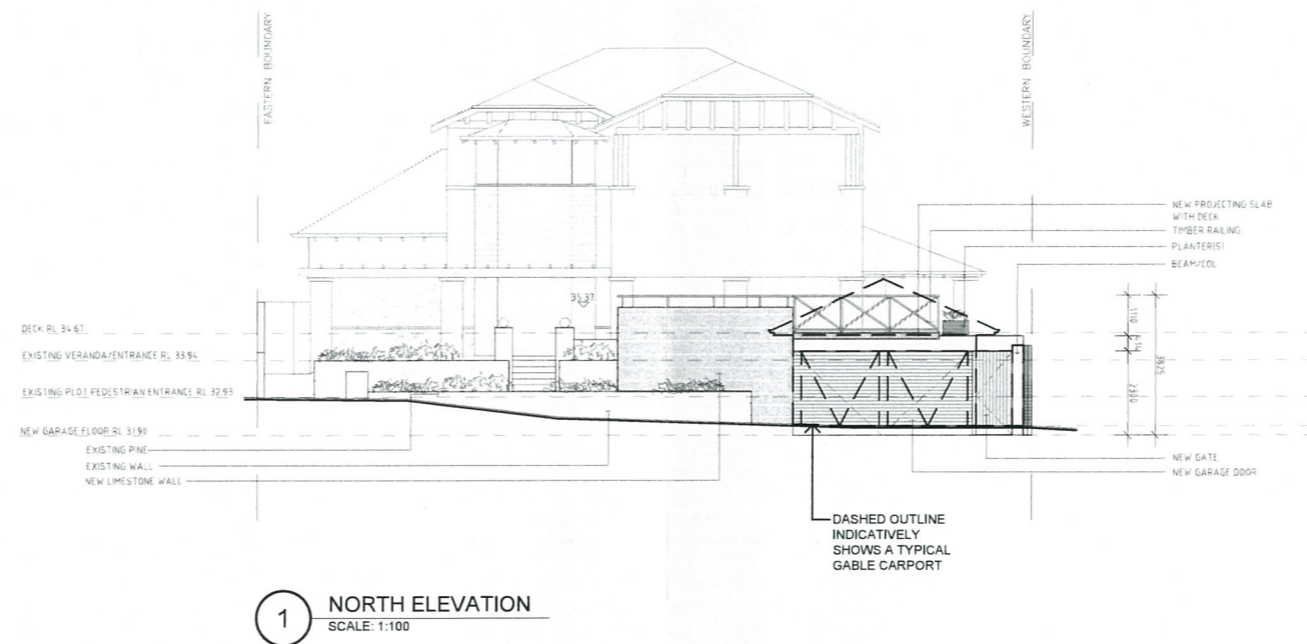 EASTERN BOUNDARY
WESTERN BOUNDARY
NEW PROJECTING SLAB
WITH DECK
TIMBER RAILING
PLANTER(S)
BEAM/COL
35.37
1110
2300
3825
DECK RL 34.67
EXISTING VERANDA/ENTRANCE RL 33.94
EXISTING PLOT PEDESTRIAN ENTRANCE RL 32.93
NEW GARAGE FLOOR RL 31.90
EXISTING PINE
EXISTING WALL
NEW LIMESTONE WALL
NEW GATE
NEW GARAGE DOOR
DASHED OUTLINE
INDICATIVELY
SHOWS A TYPICAL
GABLE CARPORT
1
NORTH ELEVATION
SCALE: 1:100